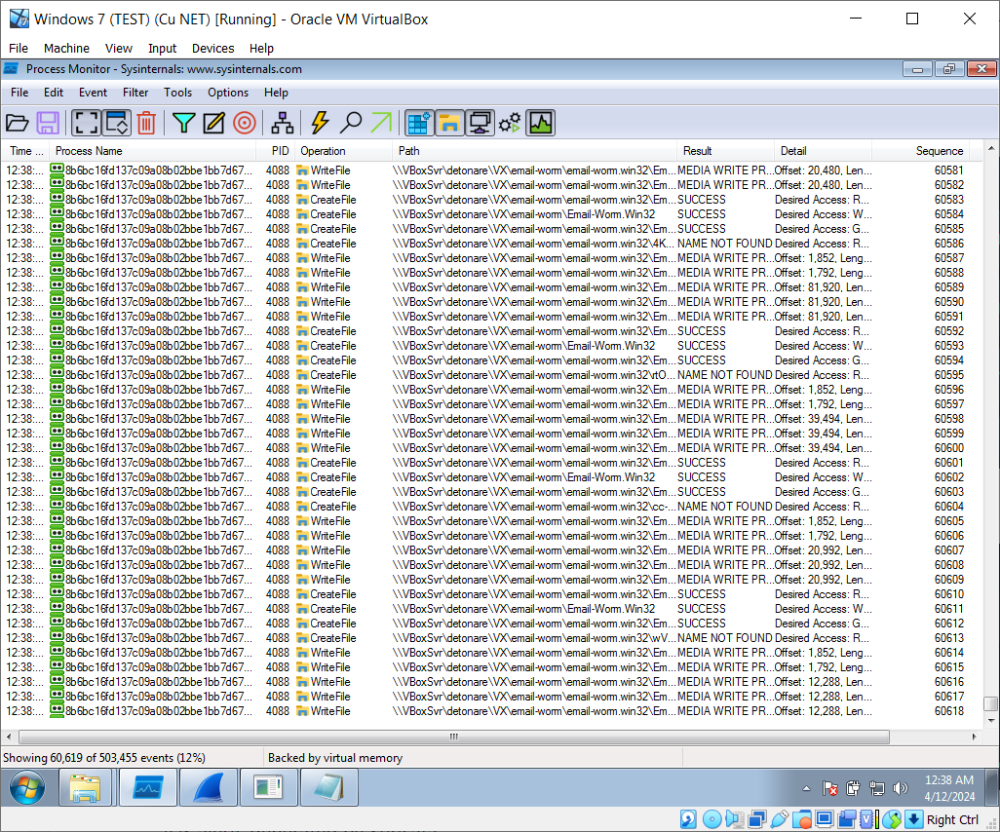 Windows 7 (TEST) (Cu NET) [Running] - Oracle VM VirtualBox
File Machine View Input Devices Help
Process Monitor - Sysinternals: www.sysinternals.com
File Edit Event Filter Tools Options Help
Time ... Process Name PID Operation Path Result Detail Sequence
12:38:... 8b6bc16fd137c09a08b02bbe1bb7d67... 4088 WriteFile \\VBoxSvr\detonare\VX\email-worm\email-worm.win32\Em... MEDIA WRITE PR... Offset: 20,480, Len... 60581
12:38:... 8b6bc16fd137c09a08b02bbe1bb7d67... 4088 WriteFile \\VBoxSvr\detonare\VX\email-worm\email-worm.win32\Em... MEDIA WRITE PR... Offset: 20,480, Len... 60582
12:38:... 8b6bc16fd137c09a08b02bbe1bb7d67... 4088 CreateFile \\VBoxSvr\detonare\VX\email-worm\email-worm.win32\Em... SUCCESS Desired Access: R... 60583
12:38:... 8b6bc16fd137c09a08b02bbe1bb7d67... 4088 CreateFile \\VBoxSvr\detonare\VX\email-worm\Email-Worm.Win32 SUCCESS Desired Access: W... 60584
12:38:... 8b6bc16fd137c09a08b02bbe1bb7d67... 4088 CreateFile \\VBoxSvr\detonare\VX\email-worm\email-worm.win32\Em... SUCCESS Desired Access: G... 60585
12:38:... 8b6bc16fd137c09a08b02bbe1bb7d67... 4088 CreateFile \\VBoxSvr\detonare\VX\email-worm\email-worm.win32\4K... NAME NOT FOUND Desired Access: R... 60586
12:38:... 8b6bc16fd137c09a08b02bbe1bb7d67... 4088 WriteFile \\VBoxSvr\detonare\VX\email-worm\email-worm.win32\Em... MEDIA WRITE PR... Offset: 1,852, Leng... 60587
12:38:... 8b6bc16fd137c09a08b02bbe1bb7d67... 4088 WriteFile \\VBoxSvr\detonare\VX\email-worm\email-worm.win32\Em... MEDIA WRITE PR... Offset: 1,792, Leng... 60588
12:38:... 8b6bc16fd137c09a08b02bbe1bb7d67... 4088 WriteFile \\VBoxSvr\detonare\VX\email-worm\email-worm.win32\Em... MEDIA WRITE PR... Offset: 81,920, Len... 60589
12:38:... 8b6bc16fd137c09a08b02bbe1bb7d67... 4088 WriteFile \\VBoxSvr\detonare\VX\email-worm\email-worm.win32\Em... MEDIA WRITE PR... Offset: 81,920, Len... 60590
12:38:... 8b6bc16fd137c09a08b02bbe1bb7d67... 4088 WriteFile \\VBoxSvr\detonare\VX\email-worm\email-worm.win32\Em... MEDIA WRITE PR... Offset: 81,920, Len... 60591
12:38:... 8b6bc16fd137c09a08b02bbe1bb7d67... 4088 CreateFile \\VBoxSvr\detonare\VX\email-worm\email-worm.win32\Em... SUCCESS Desired Access: R... 60592
12:38:... 8b6bc16fd137c09a08b02bbe1bb7d67... 4088 CreateFile \\VBoxSvr\detonare\VX\email-worm\Email-Worm.Win32 SUCCESS Desired Access: W... 60593
12:38:... 8b6bc16fd137c09a08b02bbe1bb7d67... 4088 CreateFile \\VBoxSvr\detonare\VX\email-worm\email-worm.win32\Em... SUCCESS Desired Access: G... 60594
12:38:... 8b6bc16fd137c09a08b02bbe1bb7d67... 4088 CreateFile \\VBoxSvr\detonare\VX\email-worm\email-worm.win32\tO... NAME NOT FOUND Desired Access: R... 60595
12:38:... 8b6bc16fd137c09a08b02bbe1bb7d67... 4088 WriteFile \\VBoxSvr\detonare\VX\email-worm\email-worm.win32\Em... MEDIA WRITE PR... Offset: 1,852, Leng... 60596
12:38:... 8b6bc16fd137c09a08b02bbe1bb7d67... 4088 WriteFile \\VBoxSvr\detonare\VX\email-worm\email-worm.win32\Em... MEDIA WRITE PR... Offset: 1,792, Leng... 60597
12:38:... 8b6bc16fd137c09a08b02bbe1bb7d67... 4088 WriteFile \\VBoxSvr\detonare\VX\email-worm\email-worm.win32\Em... MEDIA WRITE PR... Offset: 39,494, Len... 60598
12:38:... 8b6bc16fd137c09a08b02bbe1bb7d67... 4088 WriteFile \\VBoxSvr\detonare\VX\email-worm\email-worm.win32\Em... MEDIA WRITE PR... Offset: 39,494, Len... 60599
12:38:... 8b6bc16fd137c09a08b02bbe1bb7d67... 4088 WriteFile \\VBoxSvr\detonare\VX\email-worm\email-worm.win32\Em... MEDIA WRITE PR... Offset: 39,494, Len... 60600
12:38:... 8b6bc16fd137c09a08b02bbe1bb7d67... 4088 CreateFile \\VBoxSvr\detonare\VX\email-worm\email-worm.win32\Em... SUCCESS Desired Access: R... 60601
12:38:... 8b6bc16fd137c09a08b02bbe1bb7d67... 4088 CreateFile \\VBoxSvr\detonare\VX\email-worm\Email-Worm.Win32 SUCCESS Desired Access: W... 60602
12:38:... 8b6bc16fd137c09a08b02bbe1bb7d67... 4088 CreateFile \\VBoxSvr\detonare\VX\email-worm\email-worm.win32\Em... SUCCESS Desired Access: G... 60603
12:38:... 8b6bc16fd137c09a08b02bbe1bb7d67... 4088 CreateFile \\VBoxSvr\detonare\VX\email-worm\email-worm.win32\cc-... NAME NOT FOUND Desired Access: R... 60604
12:38:... 8b6bc16fd137c09a08b02bbe1bb7d67... 4088 WriteFile \\VBoxSvr\detonare\VX\email-worm\email-worm.win32\Em... MEDIA WRITE PR... Offset: 1,852, Leng... 60605
12:38:... 8b6bc16fd137c09a08b02bbe1bb7d67... 4088 WriteFile \\VBoxSvr\detonare\VX\email-worm\email-worm.win32\Em... MEDIA WRITE PR... Offset: 1,792, Leng... 60606
12:38:... 8b6bc16fd137c09a08b02bbe1bb7d67... 4088 WriteFile \\VBoxSvr\detonare\VX\email-worm\email-worm.win32\Em... MEDIA WRITE PR... Offset: 20,992, Len... 60607
12:38:... 8b6bc16fd137c09a08b02bbe1bb7d67... 4088 WriteFile \\VBoxSvr\detonare\VX\email-worm\email-worm.win32\Em... MEDIA WRITE PR... Offset: 20,992, Len... 60608
12:38:... 8b6bc16fd137c09a08b02bbe1bb7d67... 4088 WriteFile \\VBoxSvr\detonare\VX\email-worm\email-worm.win32\Em... MEDIA WRITE PR... Offset: 20,992, Len... 60609
12:38:... 8b6bc16fd137c09a08b02bbe1bb7d67... 4088 CreateFile \\VBoxSvr\detonare\VX\email-worm\email-worm.win32\Em... SUCCESS Desired Access: R... 60610
12:38:... 8b6bc16fd137c09a08b02bbe1bb7d67... 4088 CreateFile \\VBoxSvr\detonare\VX\email-worm\Email-Worm.Win32 SUCCESS Desired Access: W... 60611
12:38:... 8b6bc16fd137c09a08b02bbe1bb7d67... 4088 CreateFile \\VBoxSvr\detonare\VX\email-worm\email-worm.win32\Em... SUCCESS Desired Access: G... 60612
12:38:... 8b6bc16fd137c09a08b02bbe1bb7d67... 4088 CreateFile \\VBoxSvr\detonare\VX\email-worm\email-worm.win32\wV... NAME NOT FOUND Desired Access: R... 60613
12:38:... 8b6bc16fd137c09a08b02bbe1bb7d67... 4088 WriteFile \\VBoxSvr\detonare\VX\email-worm\email-worm.win32\Em... MEDIA WRITE PR... Offset: 1,852, Leng... 60614
12:38:... 8b6bc16fd137c09a08b02bbe1bb7d67... 4088 WriteFile \\VBoxSvr\detonare\VX\email-worm\email-worm.win32\Em... MEDIA WRITE PR... Offset: 1,792, Leng... 60615
12:38:... 8b6bc16fd137c09a08b02bbe1bb7d67... 4088 WriteFile \\VBoxSvr\detonare\VX\email-worm\email-worm.win32\Em... MEDIA WRITE PR... Offset: 12,288, Len... 60616
12:38:... 8b6bc16fd137c09a08b02bbe1bb7d67... 4088 WriteFile \\VBoxSvr\detonare\VX\email-worm\email-worm.win32\Em... MEDIA WRITE PR... Offset: 12,288, Len... 60617
12:38:... 8b6bc16fd137c09a08b02bbe1bb7d67... 4088 WriteFile \\VBoxSvr\detonare\VX\email-worm\email-worm.win32\Em... MEDIA WRITE PR... Offset: 12,288, Len... 60618
Showing 60,619 of 503,455 events (12%) Backed by virtual memory
12:38 AM
4/12/2024
Right Ctrl